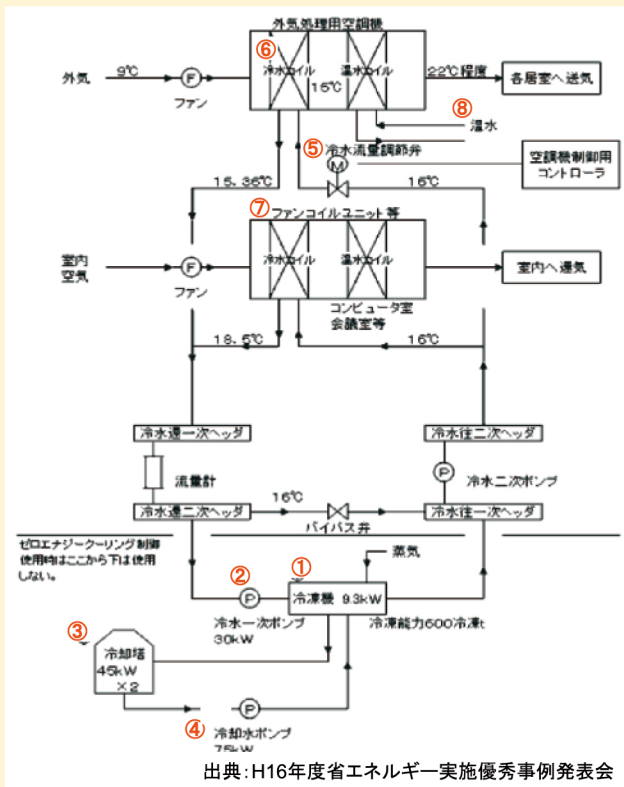 外気処理用空調機
⑥
冷水コイル
温水コイル
外気
9℃
F
ファン
15℃
22℃程度
各居室へ送気
⑧
温水
⑤
冷水流量調節弁
M
空調機制御用
コントローラ
15.36℃
16℃
⑦
ファンコイルユニット等
冷水コイル
温水コイル
室内
空気
F
ファン
室内へ還気
コンピュータ室
会議室等
18.5℃
16℃
冷水還一次ヘッダ
冷水往二次ヘッダ
流量計
P
冷水二次ポンプ
冷水還二次ヘッダ
16℃
バイパス弁
冷水往一次ヘッダ
ゼロエナジークーリング制御
使用時はここから下は使用
しない。
蒸気
①
冷凍機 9.3kW
冷凍能力600冷凍t
②
P
冷水一次ポンプ
30kW
③
冷却塔
45kW
×2
④
P
冷却水ポンプ
75kW
出典:H16年度省エネルギー実施優秀事例発表会